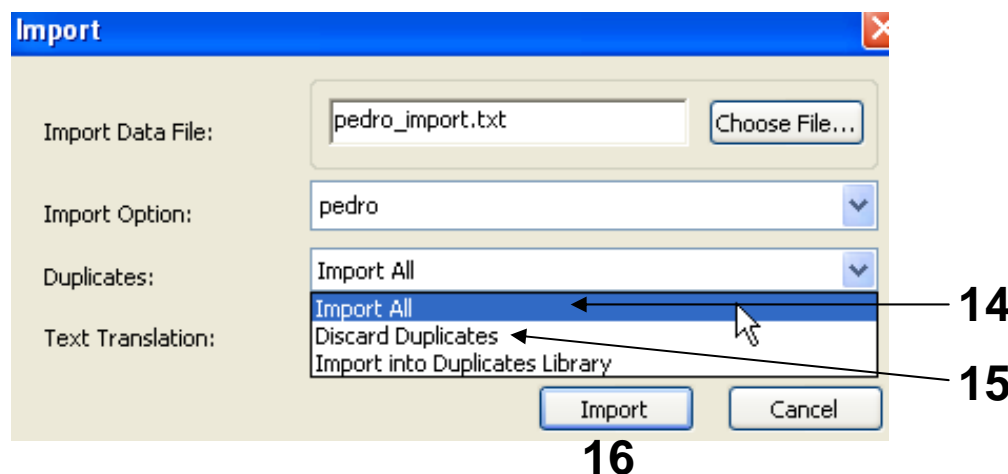 Import
Import Data File:
pedro_import.txt
Choose File...
Import Option:
pedro
Duplicates:
Import All
Import All
14
Text Translation:
Discard Duplicates
Import into Duplicates Library
15
Import
Cancel
16